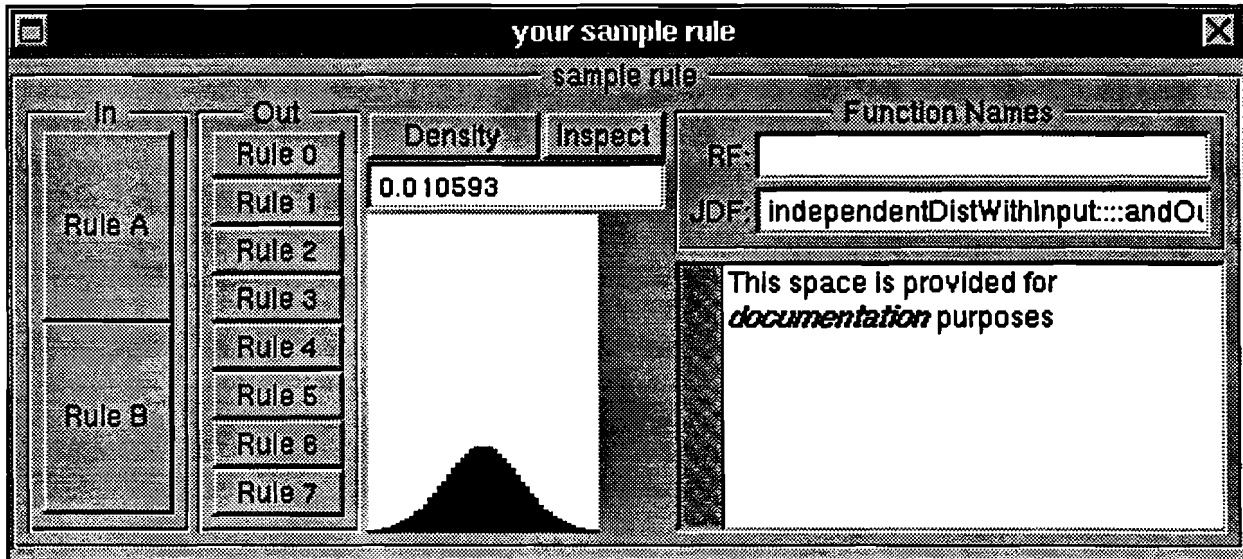 your sample rule
sample rule
In
Rule A
Rule B
Out
Rule 0
Rule 1
Rule 2
Rule 3
Rule 4
Rule 5
Rule 6
Rule 7
Density
Inspect
0.010593
Function Names
RF:
JDF: independentDistWithInput::::andOu
This space is provided for
documentation purposes